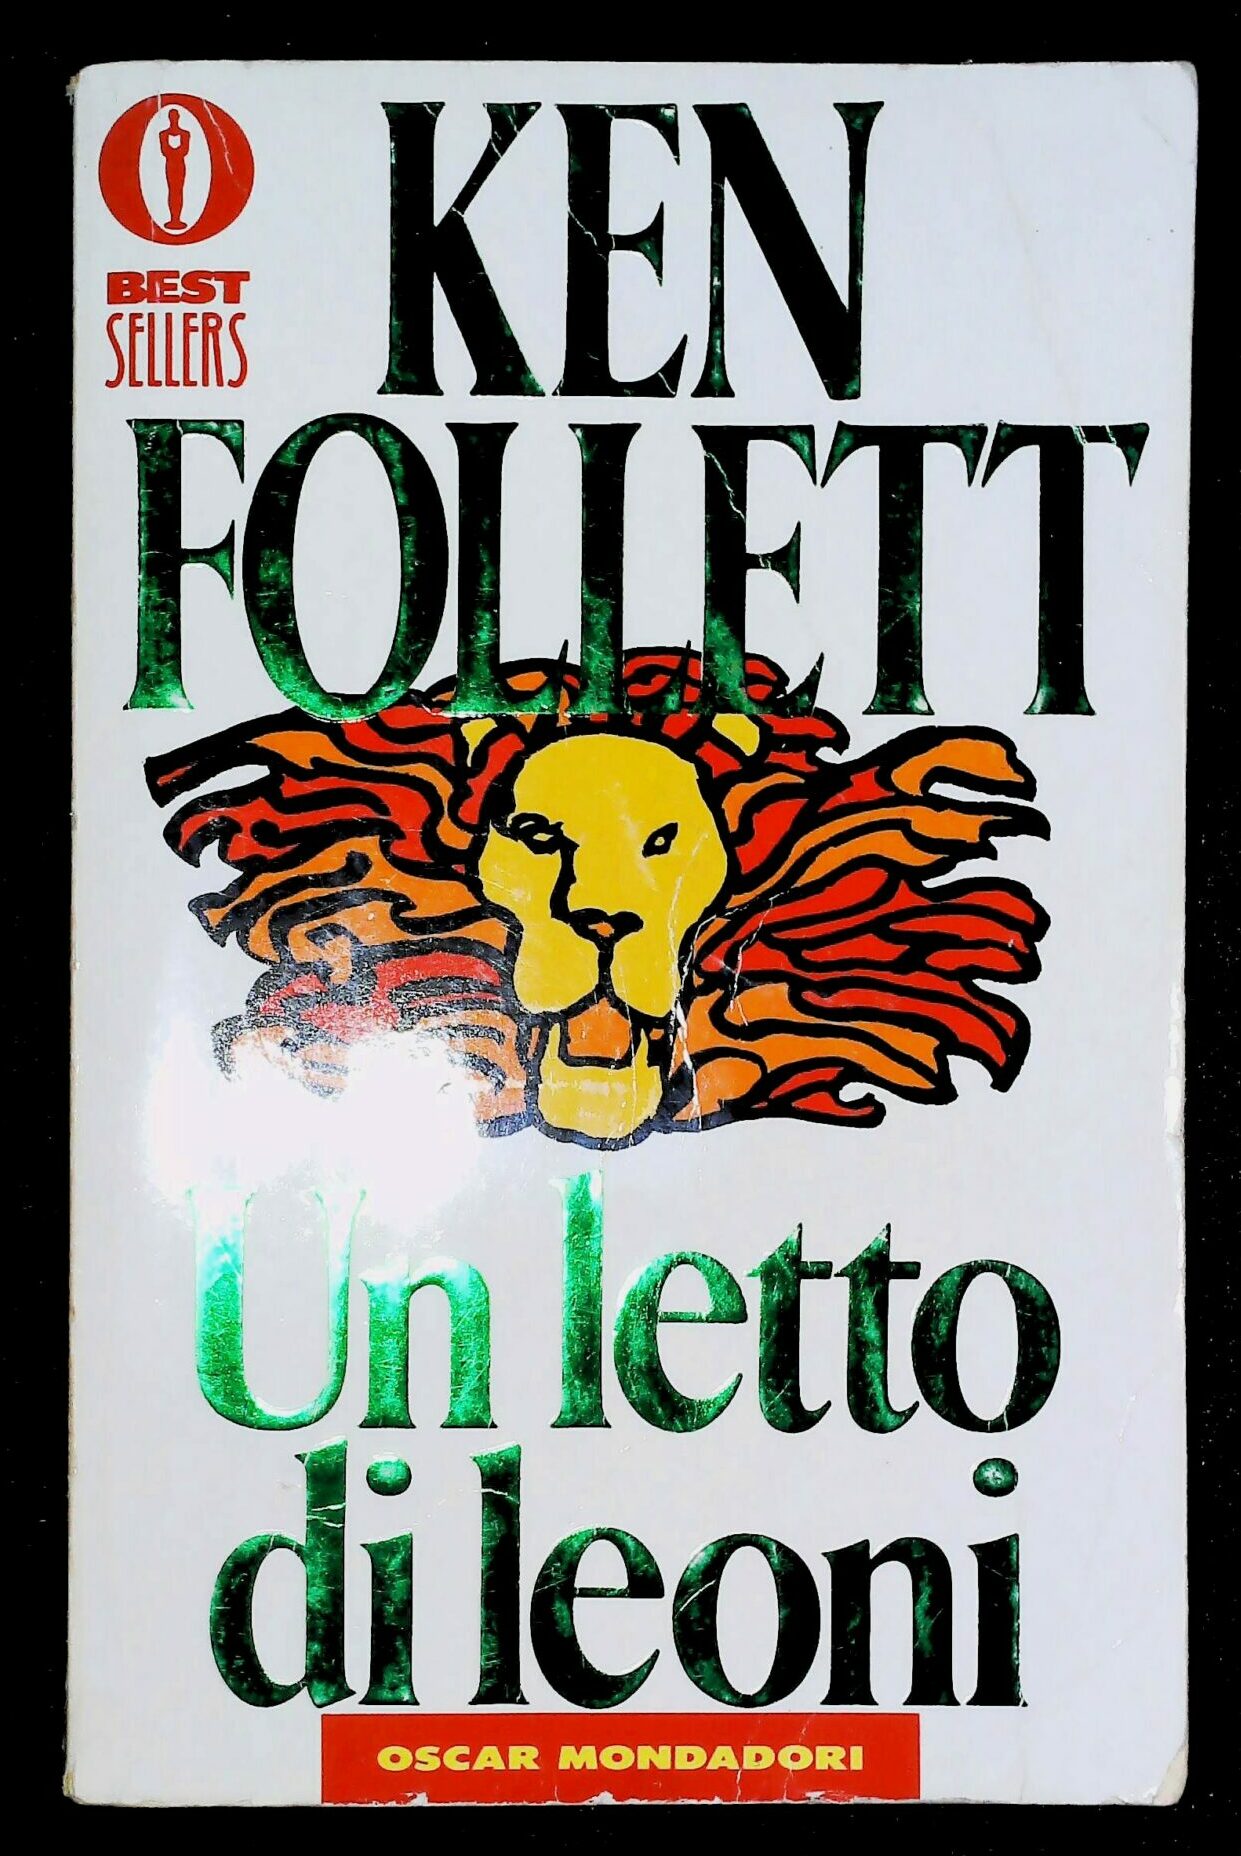 BEST
SELLERS
KEN
FOLLETT
Un letto
di leoni
OSCAR MONDADORI